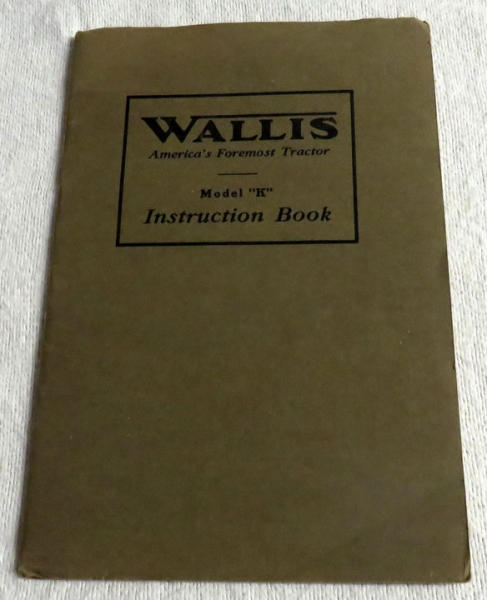 WALLIS
America's Foremost Tractor
Model "K"
Instruction Book